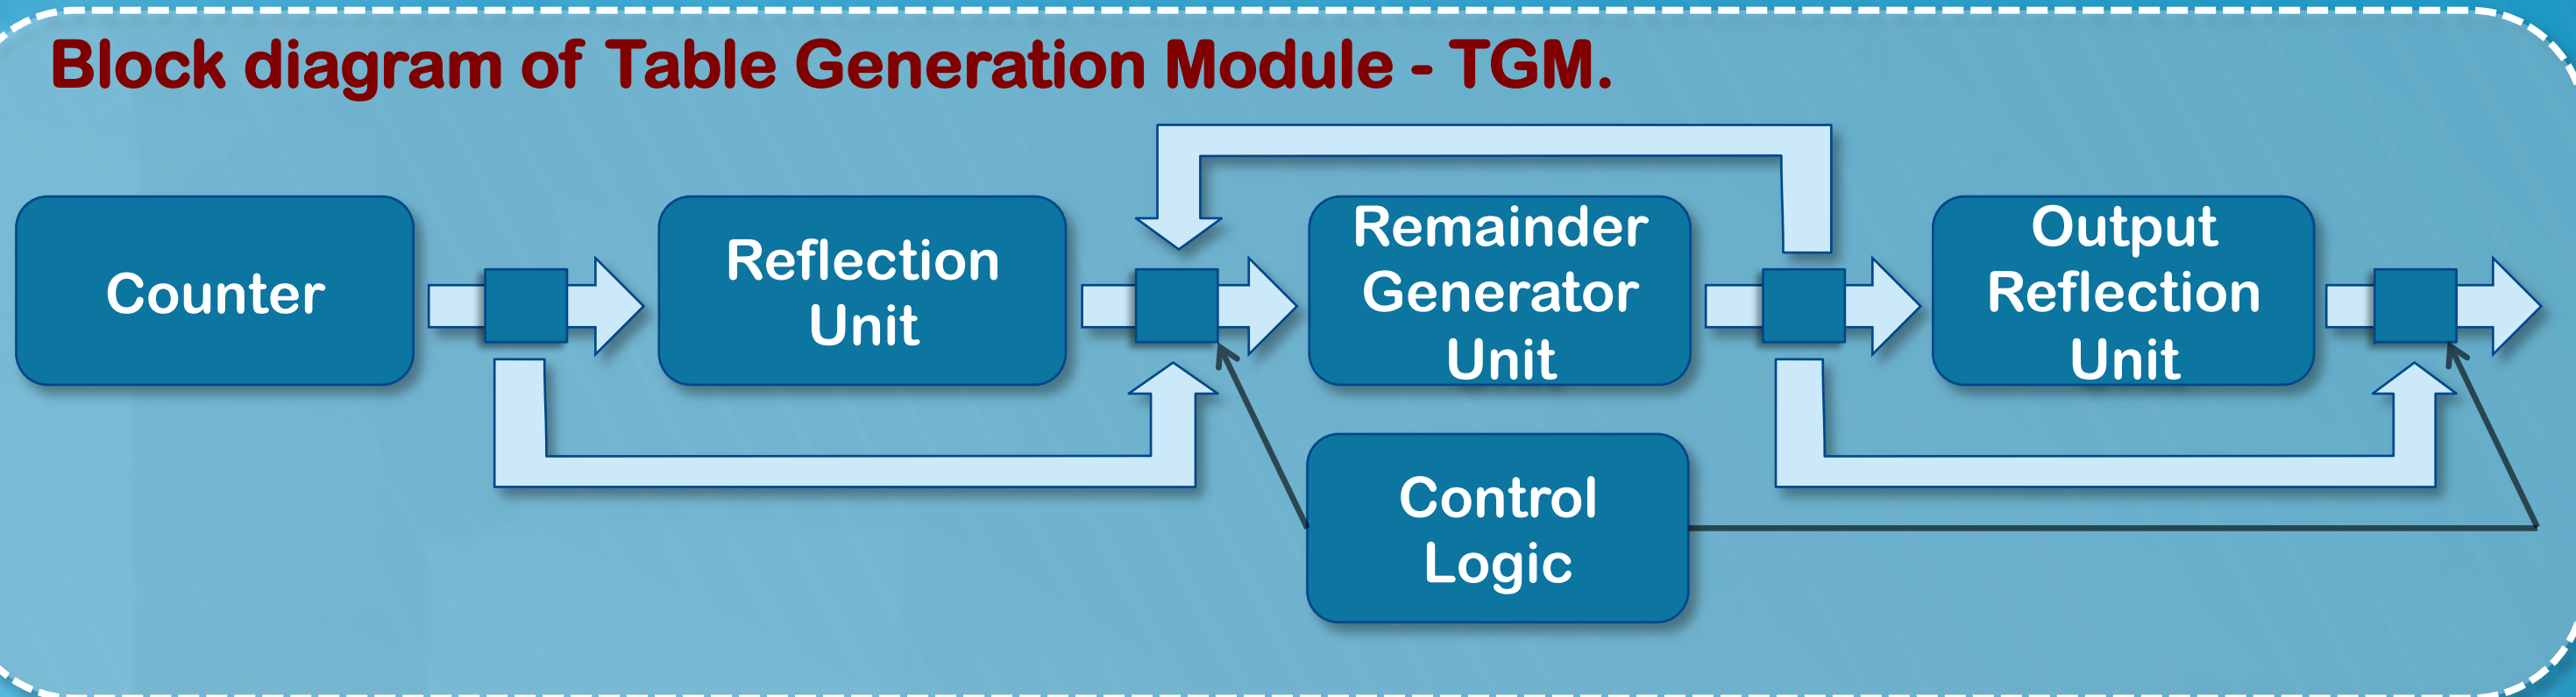 Block diagram of Table Generation Module - TGM.
Counter
Reflection
Unit
Remainder
Generator
Unit
Output
Reflection
Unit
Control
Logic